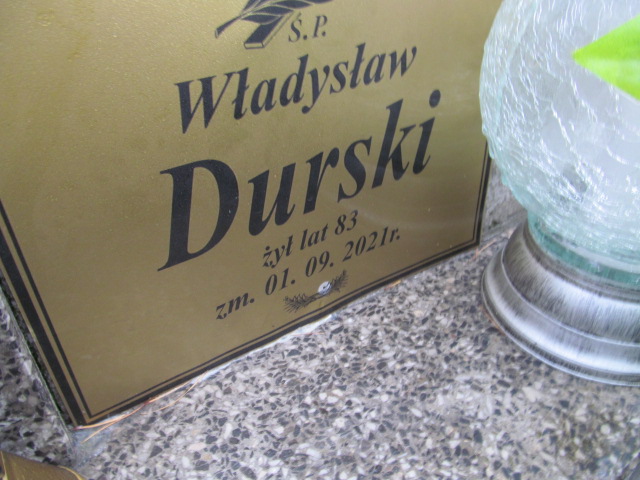 Ś.P.
Władysław
Durski
żył lat 83
zm. 01. 09. 2021r.